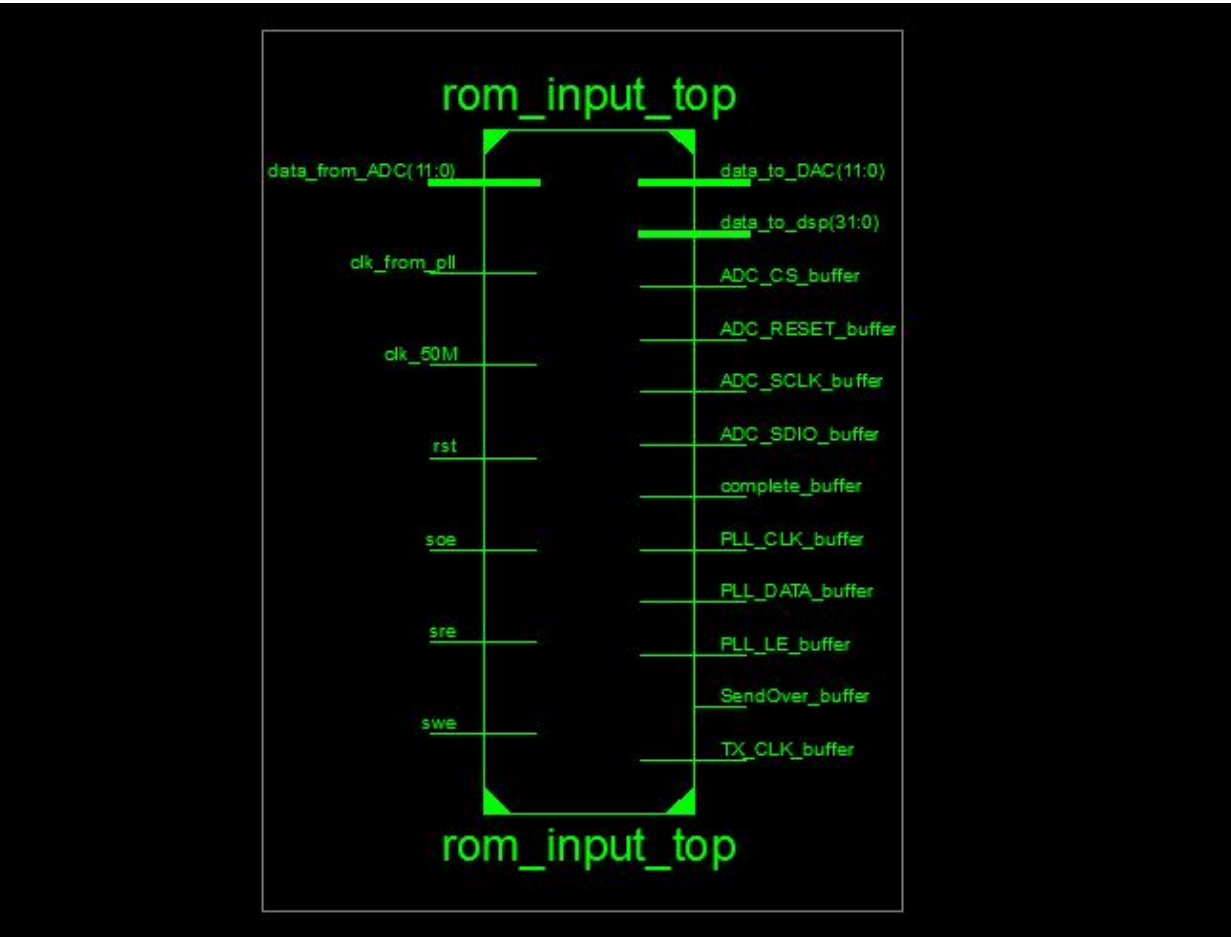 rom_input_top
data_from_ADC(11:0)
data_to_DAC(11:0)
data_to_dsp(31:0)
clk_from_pll
ADC_CS_buffer
ADC_RESET_buffer
clk_50M
ADC_SCLK_buffer
rst
ADC_SDIO_buffer
complete_buffer
soe
PLL_CLK_buffer
PLL_DATA_buffer
sre
PLL_LE_buffer
SendOver_buffer
swe
TX_CLK_buffer
rom_input_top